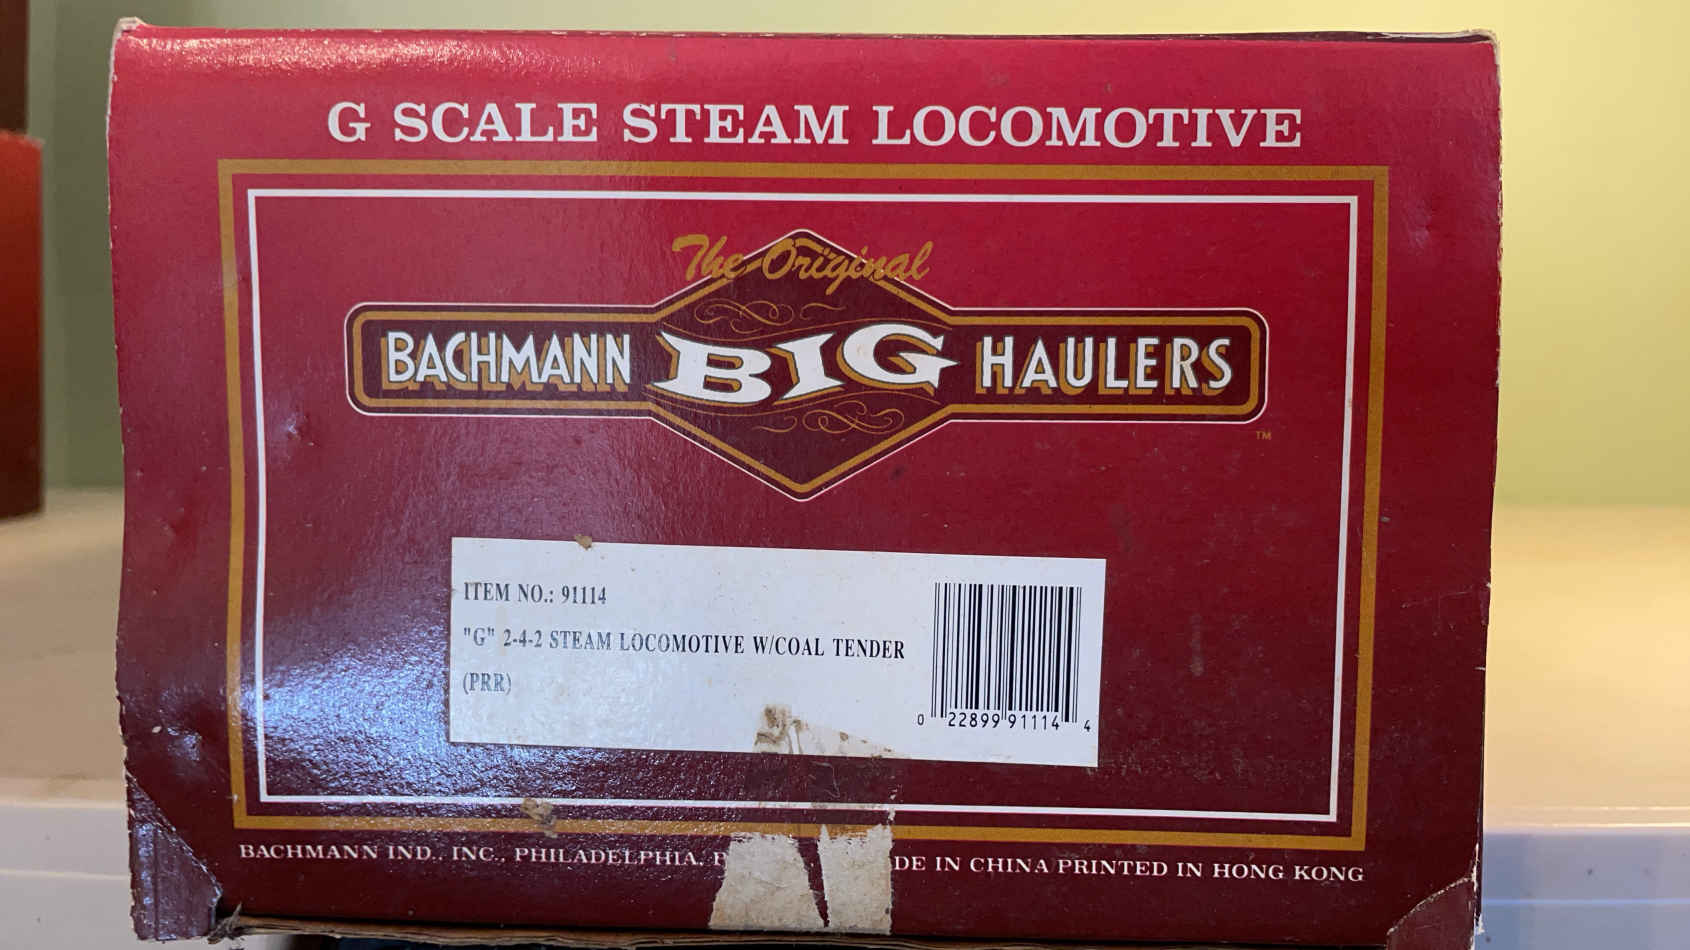 G SCALE STEAM LOCOMOTIVE
The Original
BACHMANN BIG HAULERS
TM
ITEM NO.: 91114
"G" 2-4-2 STEAM LOCOMOTIVE W/COAL TENDER
(PRR)
0 22899 91114 4
BACHMANN IND., INC., PHILADELPHIA, IN CHINA PRINTED IN HONG KONG